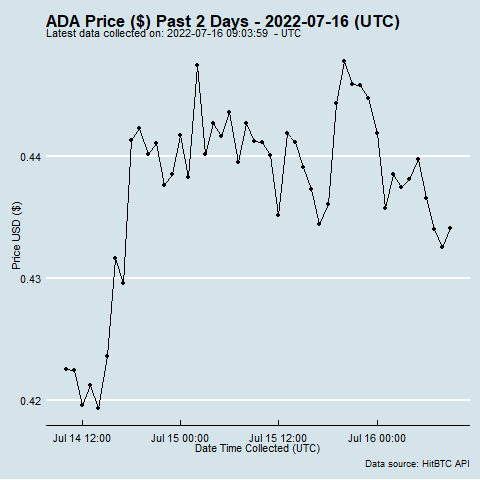 ADA Price ($) Past 2 Days - 2022-07-16 (UTC)
Latest data collected on: 2022-07-16 09:03:59 - UTC
Price USD ($)
0.44
0.43
0.42
Jul 14 12:00
Jul 15 00:00
Jul 15 12:00
Jul 16 00:00
Date Time Collected (UTC)
Data source: HitBTC API